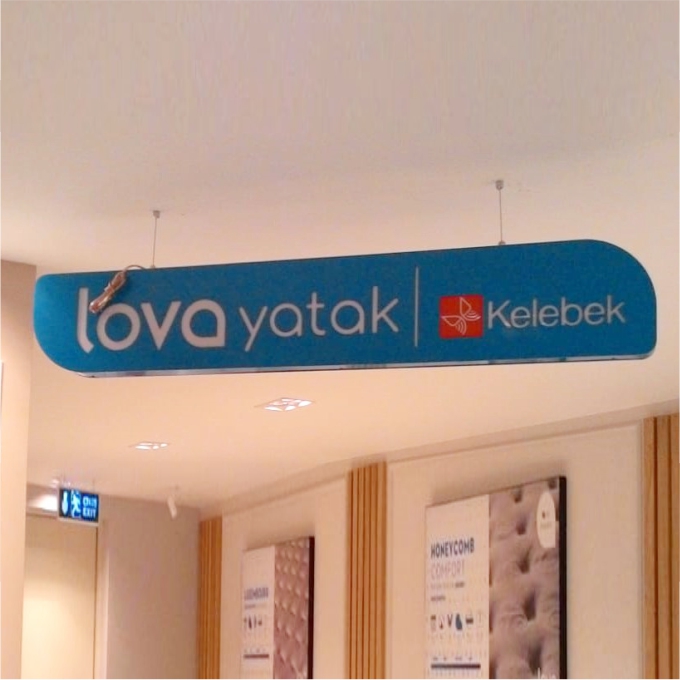 lova yatak | Kelebek
EXIT
HONEYCOMB
COMFORT